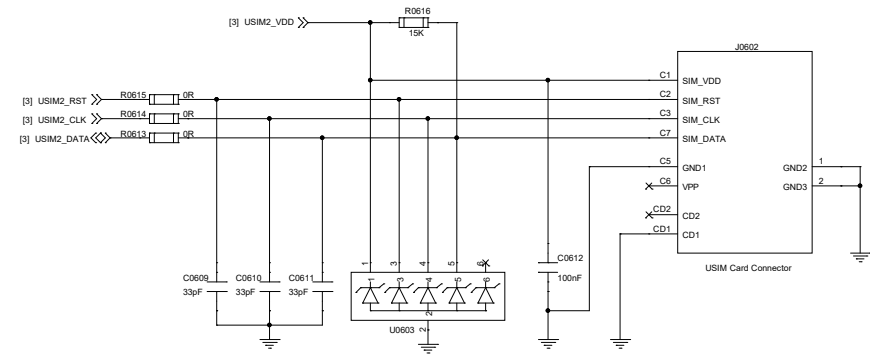 R0616
[3] USIM2_VDD
15K
J0602
C1 SIM_VDD
[3] USIM2_RST R0615 0R C2 SIM_RST
[3] USIM2_CLK R0614 0R C3 SIM_CLK
[3] USIM2_DATA R0613 0R C7 SIM_DATA
C5 GND1 GND2 1
C6 VPP GND3 2
CD2 CD2
CD1 CD1
1 3 4 5 6
C0612
USIM Card Connector
C0609 C0610 C0611 100nF
33pF 33pF 33pF
1 3 4 5 6
2
U0603 2